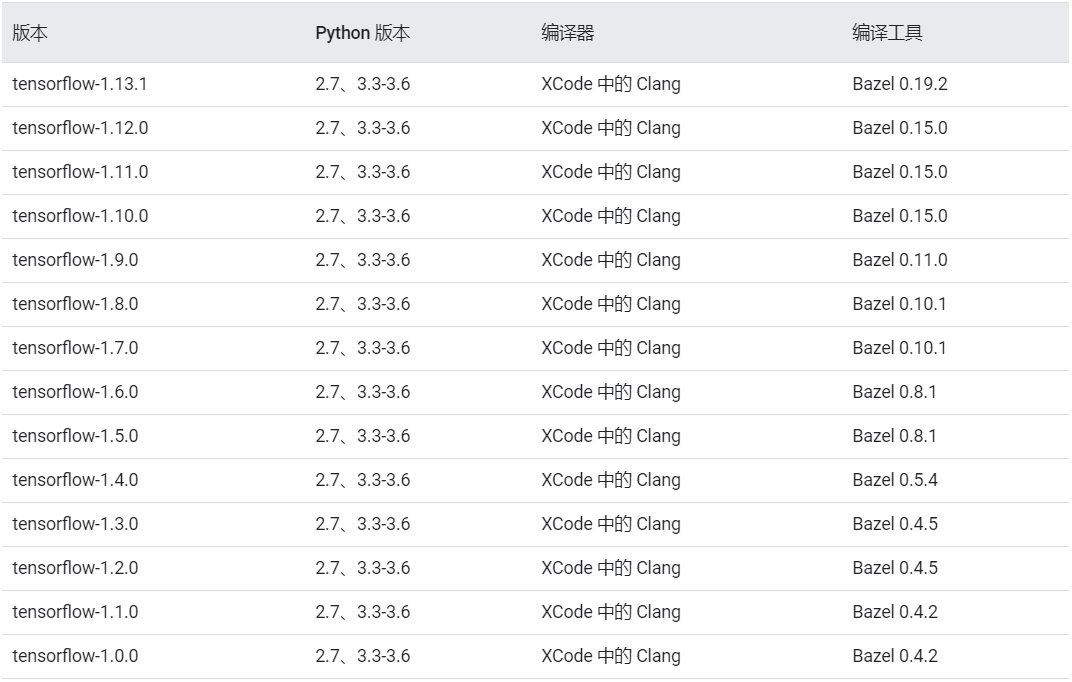 版本 Python 版本 编译器 编译工具
tensorflow-1.13.1 2.7、3.3-3.6 XCode 中的 Clang Bazel 0.19.2
tensorflow-1.12.0 2.7、3.3-3.6 XCode 中的 Clang Bazel 0.15.0
tensorflow-1.11.0 2.7、3.3-3.6 XCode 中的 Clang Bazel 0.15.0
tensorflow-1.10.0 2.7、3.3-3.6 XCode 中的 Clang Bazel 0.15.0
tensorflow-1.9.0 2.7、3.3-3.6 XCode 中的 Clang Bazel 0.11.0
tensorflow-1.8.0 2.7、3.3-3.6 XCode 中的 Clang Bazel 0.10.1
tensorflow-1.7.0 2.7、3.3-3.6 XCode 中的 Clang Bazel 0.10.1
tensorflow-1.6.0 2.7、3.3-3.6 XCode 中的 Clang Bazel 0.8.1
tensorflow-1.5.0 2.7、3.3-3.6 XCode 中的 Clang Bazel 0.8.1
tensorflow-1.4.0 2.7、3.3-3.6 XCode 中的 Clang Bazel 0.5.4
tensorflow-1.3.0 2.7、3.3-3.6 XCode 中的 Clang Bazel 0.4.5
tensorflow-1.2.0 2.7、3.3-3.6 XCode 中的 Clang Bazel 0.4.5
tensorflow-1.1.0 2.7、3.3-3.6 XCode 中的 Clang Bazel 0.4.2
tensorflow-1.0.0 2.7、3.3-3.6 XCode 中的 Clang Bazel 0.4.2